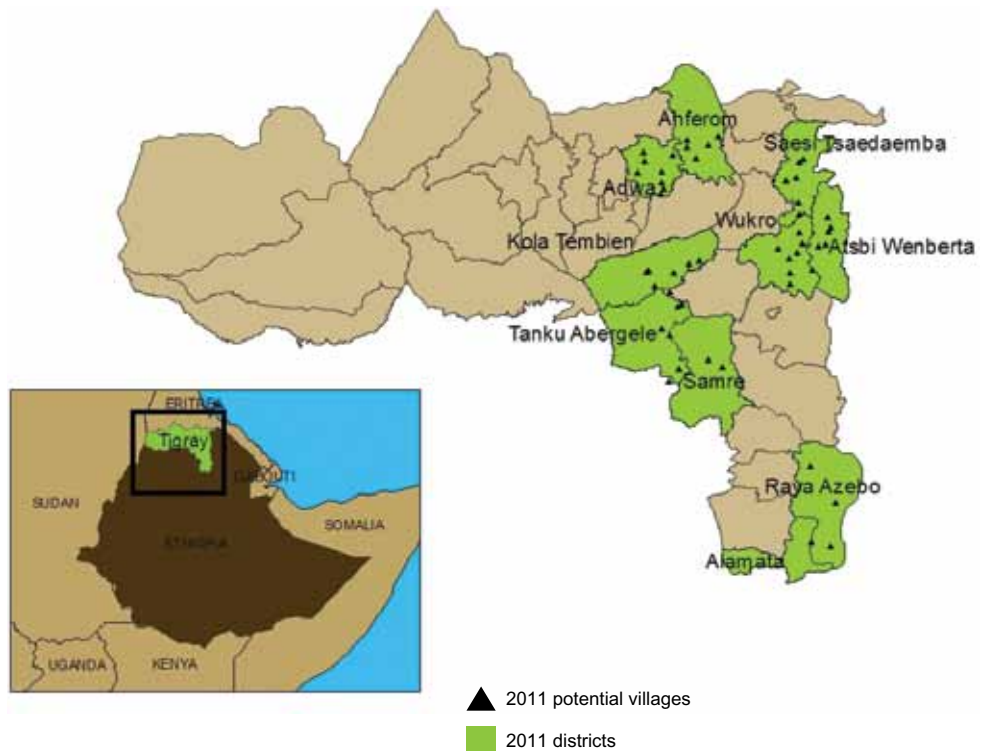 Ahferom
Saesi Tsaedaemba
Adwa
Wukro
Kola Tembien
Atsbi Wenberta
Tanku Abergele
Samre
ERITREA
Tigray
DJIBOUTI
Raya Azebo
SUDAN
SOMALIA
ETHIOPIA
Alamata
UGANDA
KENYA
2011 potential villages
2011 districts